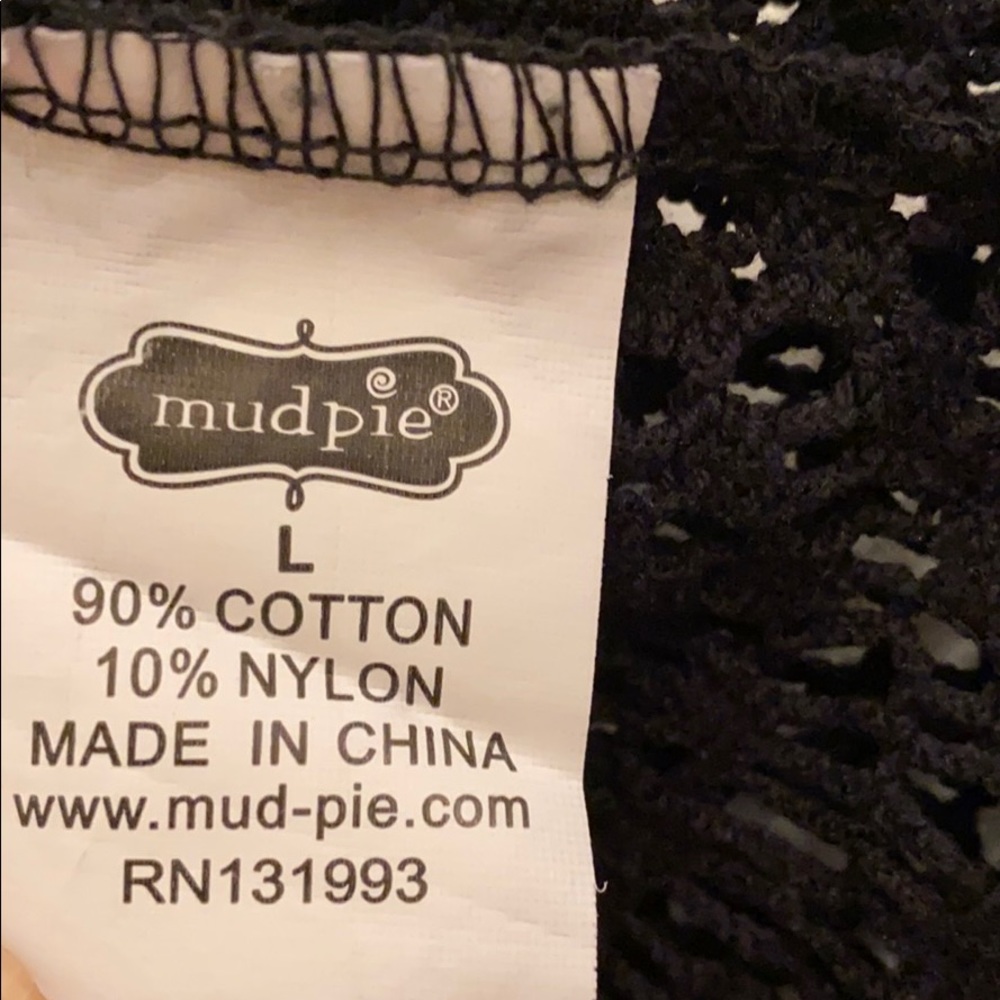 mudpie®
L
90% COTTON
10% NYLON
MADE IN CHINA
www.mud-pie.com
RN131993